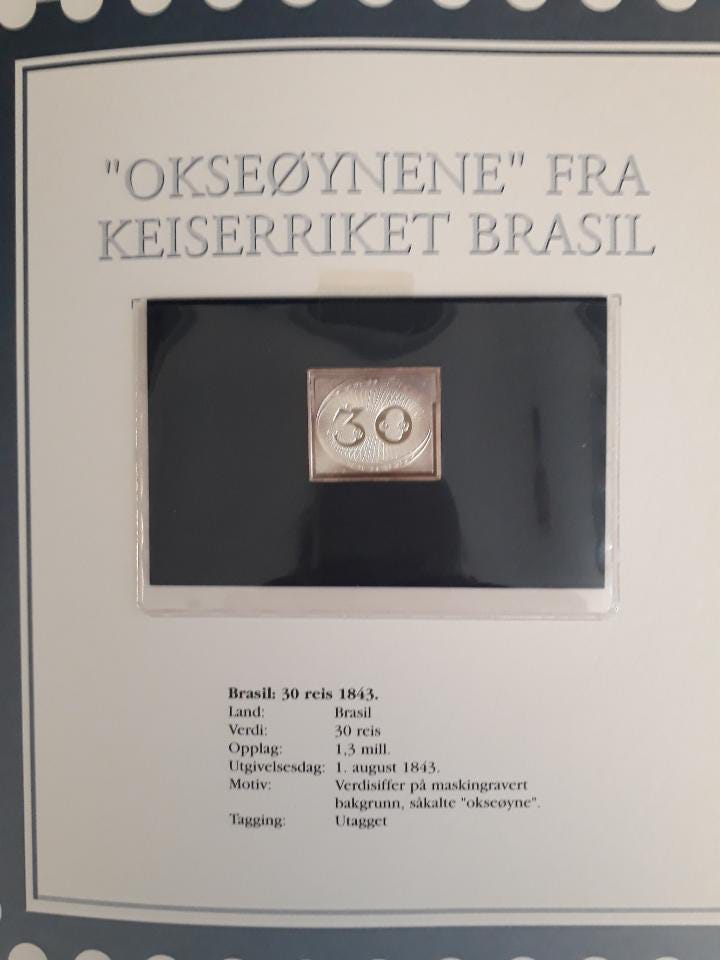 "OKSEØYNENE" FRA
KEISERRIKET BRASIL
30
Brasil: 30 reis 1843.
Land: Brasil
Verdi: 30 reis
Opplag: 1,3 mill.
Utgivelsesdag: 1. august 1843.
Motiv: Verdisiffer på maskingravert
bakgrunn, såkalte "okseøyne".
Tagging: Utagget